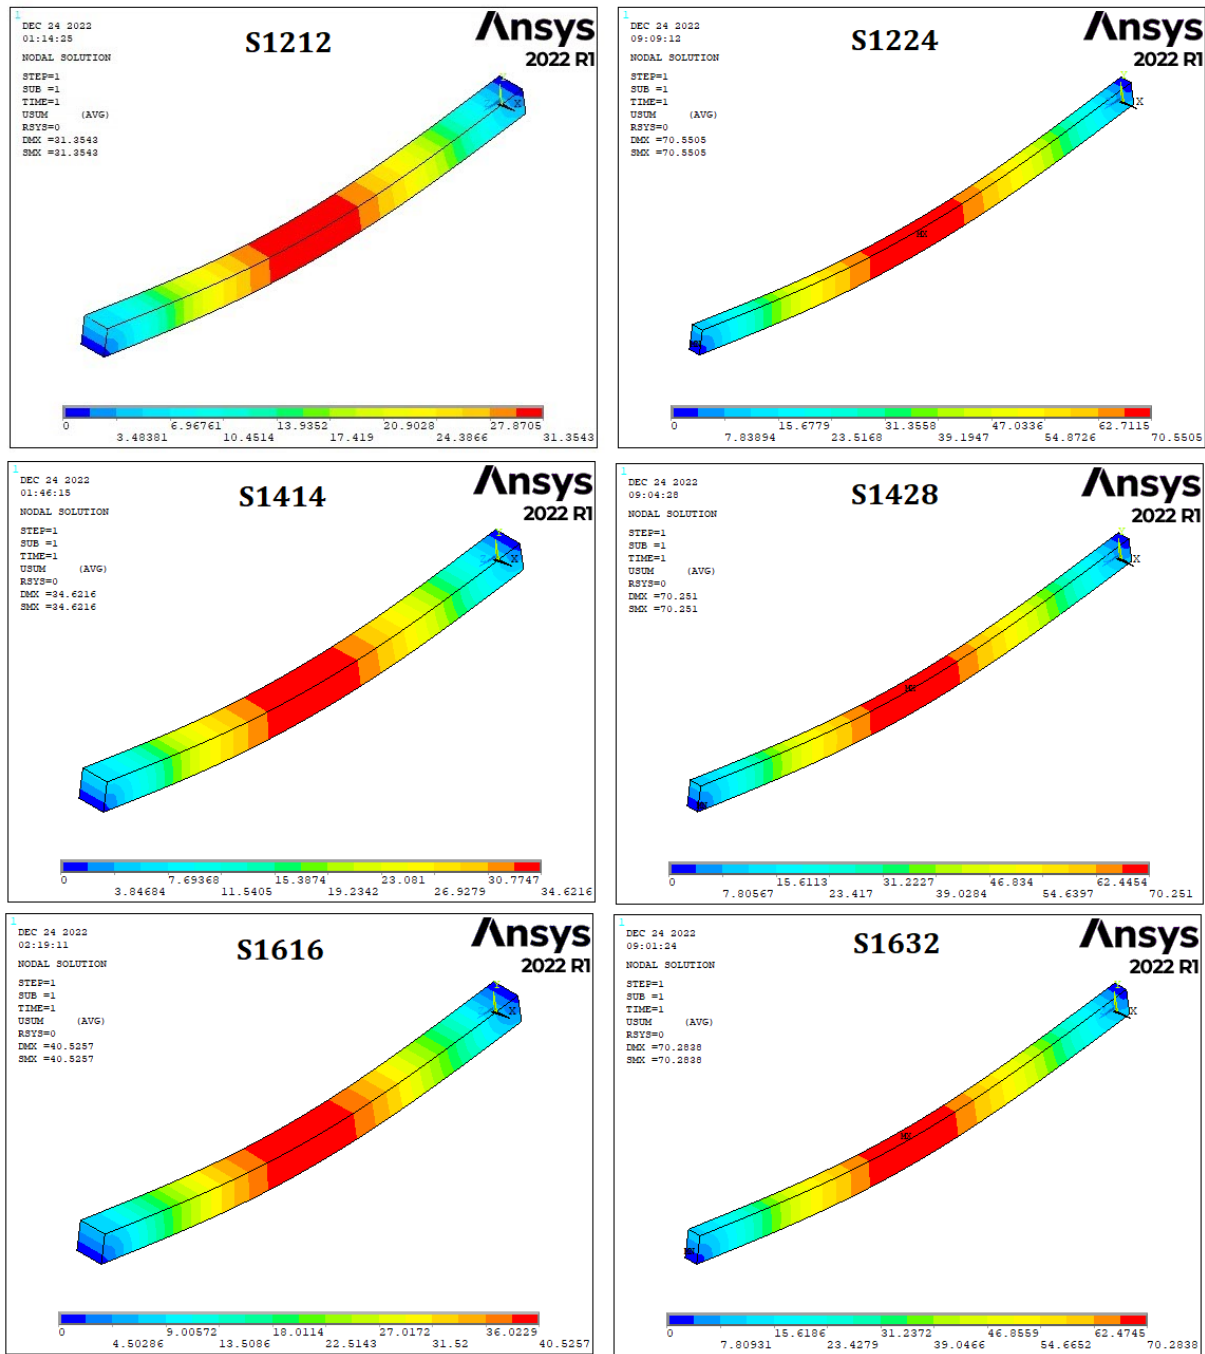 1
DEC 24 2022
01:14:25
NODAL SOLUTION
STEP=1
SUB =1
TIME=1
USUM (AVG)
RSYS=0
DMX =31.3543
SMX =31.3543
S1212
Ansys
2022 R1
X
0 6.96761 13.9352 20.9028 27.8705
3.48381 10.4514 17.419 24.3866 31.3543
1
DEC 24 2022
09:09:12
NODAL SOLUTION
STEP=1
SUB =1
TIME=1
USUM (AVG)
RSYS=0
DMX =70.5505
SMX =70.5505
S1224
Ansys
2022 R1
Y
X
MX
MN
0 15.6779 31.3558 47.0336 62.7115
7.83894 23.5168 39.1947 54.8726 70.5505
1
DEC 24 2022
01:46:15
NODAL SOLUTION
STEP=1
SUB =1
TIME=1
USUM (AVG)
RSYS=0
DMX =34.6216
SMX =34.6216
S1414
Ansys
2022 R1
Z X
0 7.69368 15.3874 23.081 30.7747
3.84684 11.5405 19.2342 26.9279 34.6216
1
DEC 24 2022
09:04:28
NODAL SOLUTION
STEP=1
SUB =1
TIME=1
USUM (AVG)
RSYS=0
DMX =70.251
SMX =70.251
S1428
Ansys
2022 R1
Y
X
MX
MN
0 15.6113 31.2227 46.834 62.4454
7.80567 23.417 39.0284 54.6397 70.251
1
DEC 24 2022
02:19:11
NODAL SOLUTION
STEP=1
SUB =1
TIME=1
USUM (AVG)
RSYS=0
DMX =40.5257
SMX =40.5257
S1616
Ansys
2022 R1
X
0 9.00572 18.0114 27.0172 36.0229
4.50286 13.5086 22.5143 31.52 40.5257
1
DEC 24 2022
09:01:24
NODAL SOLUTION
STEP=1
SUB =1
TIME=1
USUM (AVG)
RSYS=0
DMX =70.2838
SMX =70.2838
S1632
Ansys
2022 R1
X
MX
MN
0 15.6186 31.2372 46.8559 62.4745
7.80931 23.4279 39.0466 54.6652 70.2838